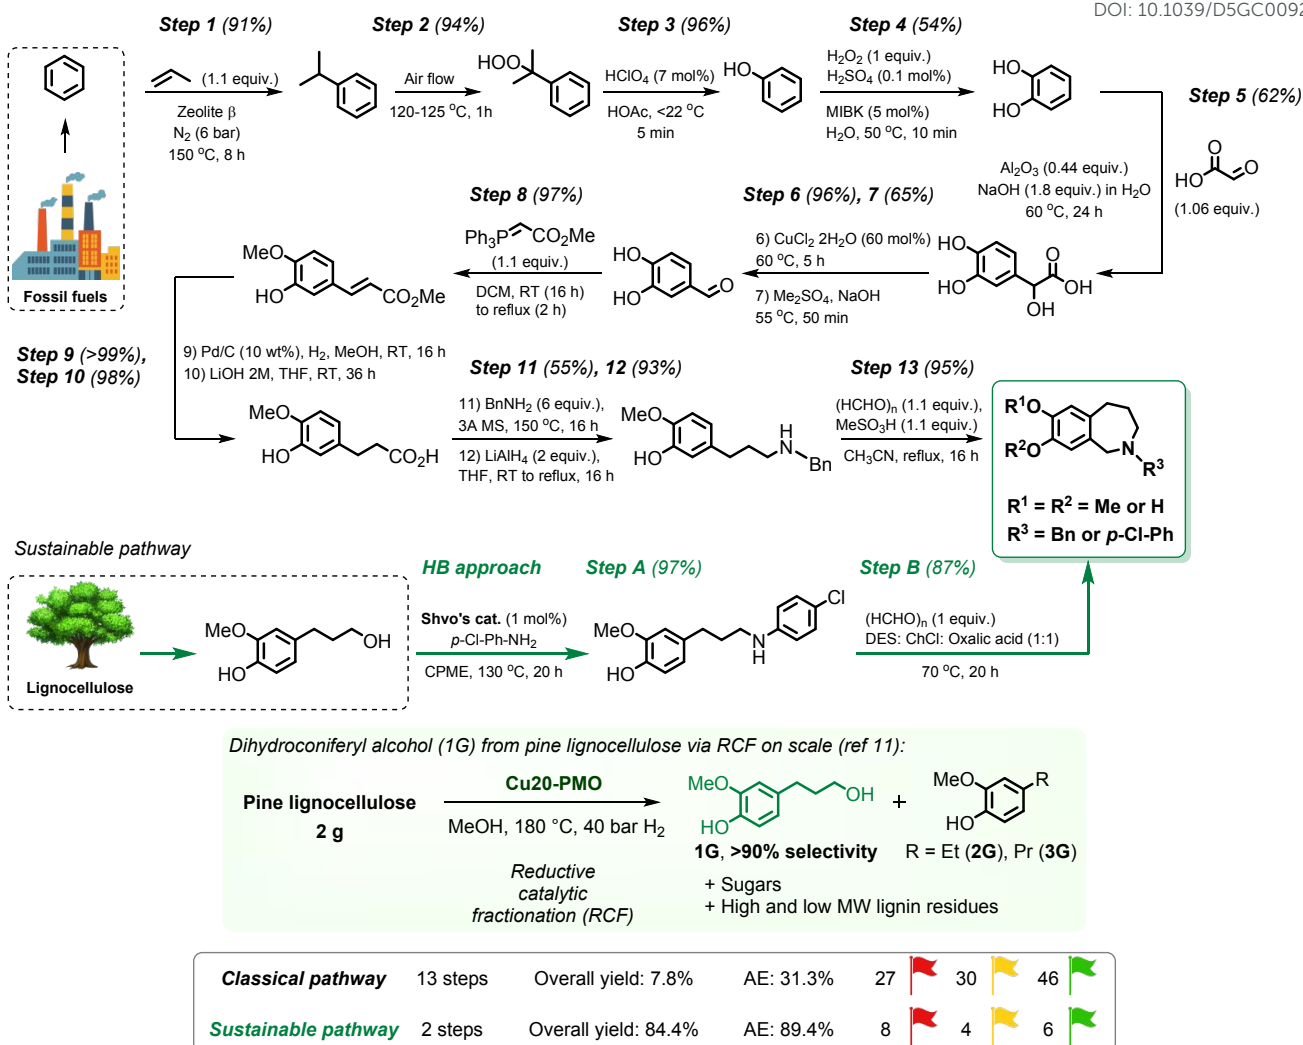 DOI: 10.1039/D5GC0092
Step 1 (91%)
Step 2 (94%)
Step 3 (96%)
Step 4 (54%)
(1.1 equiv.)
Zeolite β
N2 (6 bar)
150 °C, 8 h
Air flow
120-125 °C, 1h
HOO
HClO4 (7 mol%)
HOAc, <22 °C
5 min
HO
H2O2 (1 equiv.)
H2SO4 (0.1 mol%)
MIBK (5 mol%)
H2O, 50 °C, 10 min
HO
HO
Step 5 (62%)
O
HO
O
(1.06 equiv.)
Al2O3 (0.44 equiv.)
NaOH (1.8 equiv.) in H2O
60 °C, 24 h
Fossil fuels
Step 8 (97%)
Step 6 (96%), 7 (65%)
MeO
HO
CO2Me
Ph3P
CO2Me
(1.1 equiv.)
DCM, RT (16 h)
to reflux (2 h)
HO
HO
O
6) CuCl2 2H2O (60 mol%)
60 °C, 5 h
7) Me2SO4, NaOH
55 °C, 50 min
HO
HO
O
OH
OH
Step 9 (>99%),
Step 10 (98%)
9) Pd/C (10 wt%), H2, MeOH, RT, 16 h
10) LiOH 2M, THF, RT, 36 h
Step 11 (55%), 12 (93%)
Step 13 (95%)
MeO
HO
CO2H
11) BnNH2 (6 equiv.),
3A MS, 150 °C, 16 h
12) LiAlH4 (2 equiv.),
THF, RT to reflux, 16 h
MeO
HO
H
N
Bn
(HCHO)n (1.1 equiv.),
MeSO3H (1.1 equiv.)
CH3CN, reflux, 16 h
R1O
R2O
N
R3
R1 = R2 = Me or H
R3 = Bn or p-Cl-Ph
Sustainable pathway
HB approach
Step A (97%)
Step B (87%)
Lignocellulose
MeO
HO
OH
Shvo's cat. (1 mol%)
p-Cl-Ph-NH2
CPME, 130 °C, 20 h
MeO
HO
N
H
Cl
(HCHO)n (1 equiv.)
DES: ChCl: Oxalic acid (1:1)
70 °C, 20 h
Dihydroconiferyl alcohol (1G) from pine lignocellulose via RCF on scale (ref 11):
Pine lignocellulose
2 g
Cu20-PMO
MeOH, 180 °C, 40 bar H2
Reductive
catalytic
fractionation (RCF)
MeO
HO
OH
+
MeO
HO
R
1G, >90% selectivity
R = Et (2G), Pr (3G)
+ Sugars
+ High and low MW lignin residues
Classical pathway 13 steps Overall yield: 7.8% AE: 31.3% 27 30 46
Sustainable pathway 2 steps Overall yield: 84.4% AE: 89.4% 8 4 6